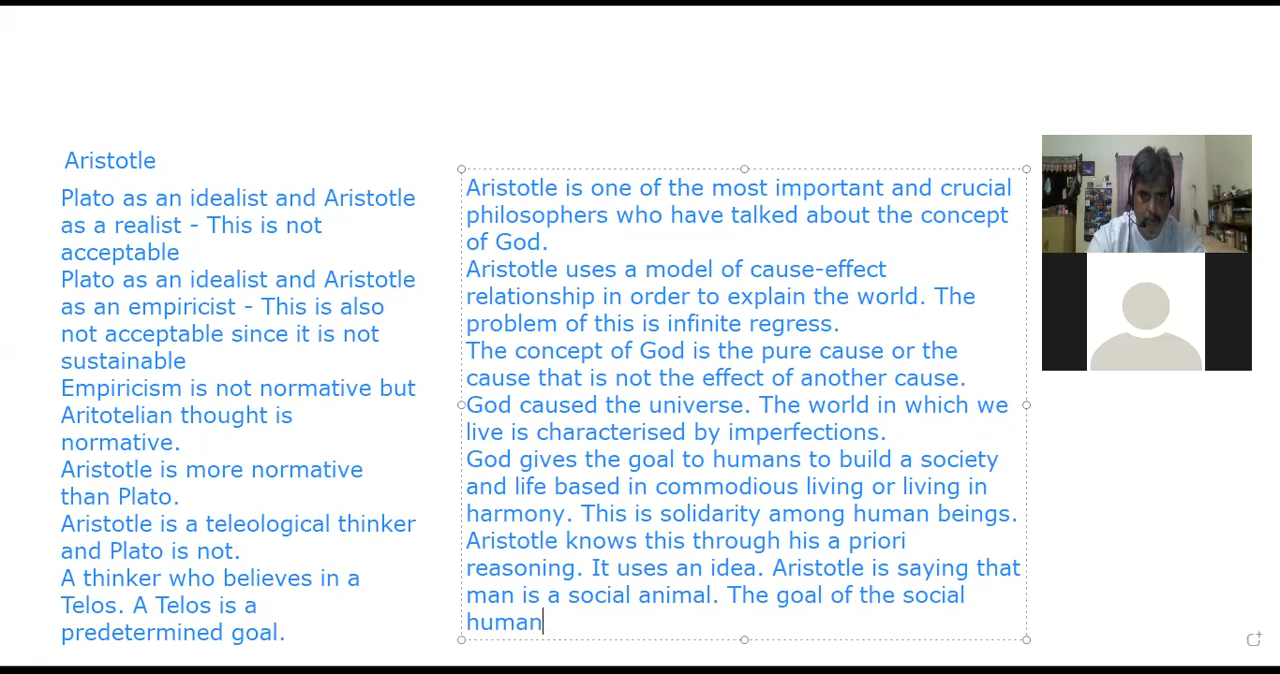 Aristotle
Plato as an idealist and Aristotle
as a realist - This is not
acceptable
Plato as an idealist and Aristotle
as an empiricist - This is also
not acceptable since it is not
sustainable
Empiricism is not normative but
Aritotelian thought is
normative.
Aristotle is more normative
than Plato.
Aristotle is a teleological thinker
and Plato is not.
A thinker who believes in a
Telos. A Telos is a
predetermined goal.
Aristotle is one of the most important and crucial
philosophers who have talked about the concept
of God.
Aristotle uses a model of cause-effect
relationship in order to explain the world. The
problem of this is infinite regress.
The concept of God is the pure cause or the
cause that is not the effect of another cause.
God caused the universe. The world in which we
live is characterised by imperfections.
God gives the goal to humans to build a society
and life based in commodious living or living in
harmony. This is solidarity among human beings.
Aristotle knows this through his a priori
reasoning. It uses an idea. Aristotle is saying that
man is a social animal. The goal of the social
human